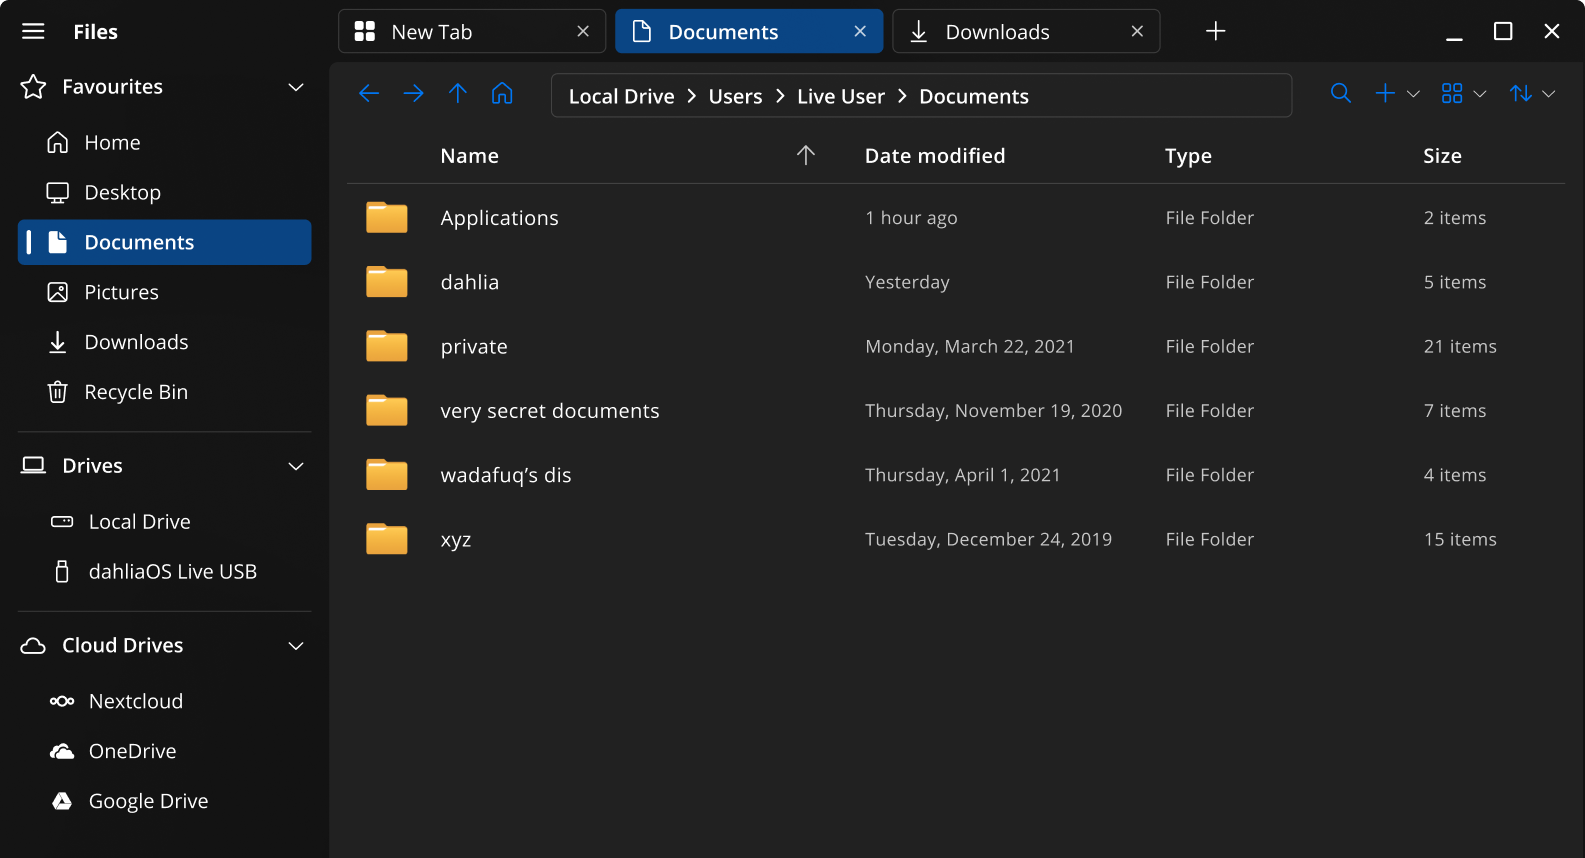 Files
New Tab
Documents
Downloads
Favourites
Home
Desktop
Documents
Pictures
Downloads
Recycle Bin
Drives
Local Drive
dahliaOS Live USB
Cloud Drives
Nextcloud
OneDrive
Google Drive
Local Drive > Users > Live User > Documents
Name Date modified Type Size
Applications 1 hour ago File Folder 2 items
dahlia Yesterday File Folder 5 items
private Monday, March 22, 2021 File Folder 21 items
very secret documents Thursday, November 19, 2020 File Folder 7 items
wadafuq’s dis Thursday, April 1, 2021 File Folder 4 items
xyz Tuesday, December 24, 2019 File Folder 15 items